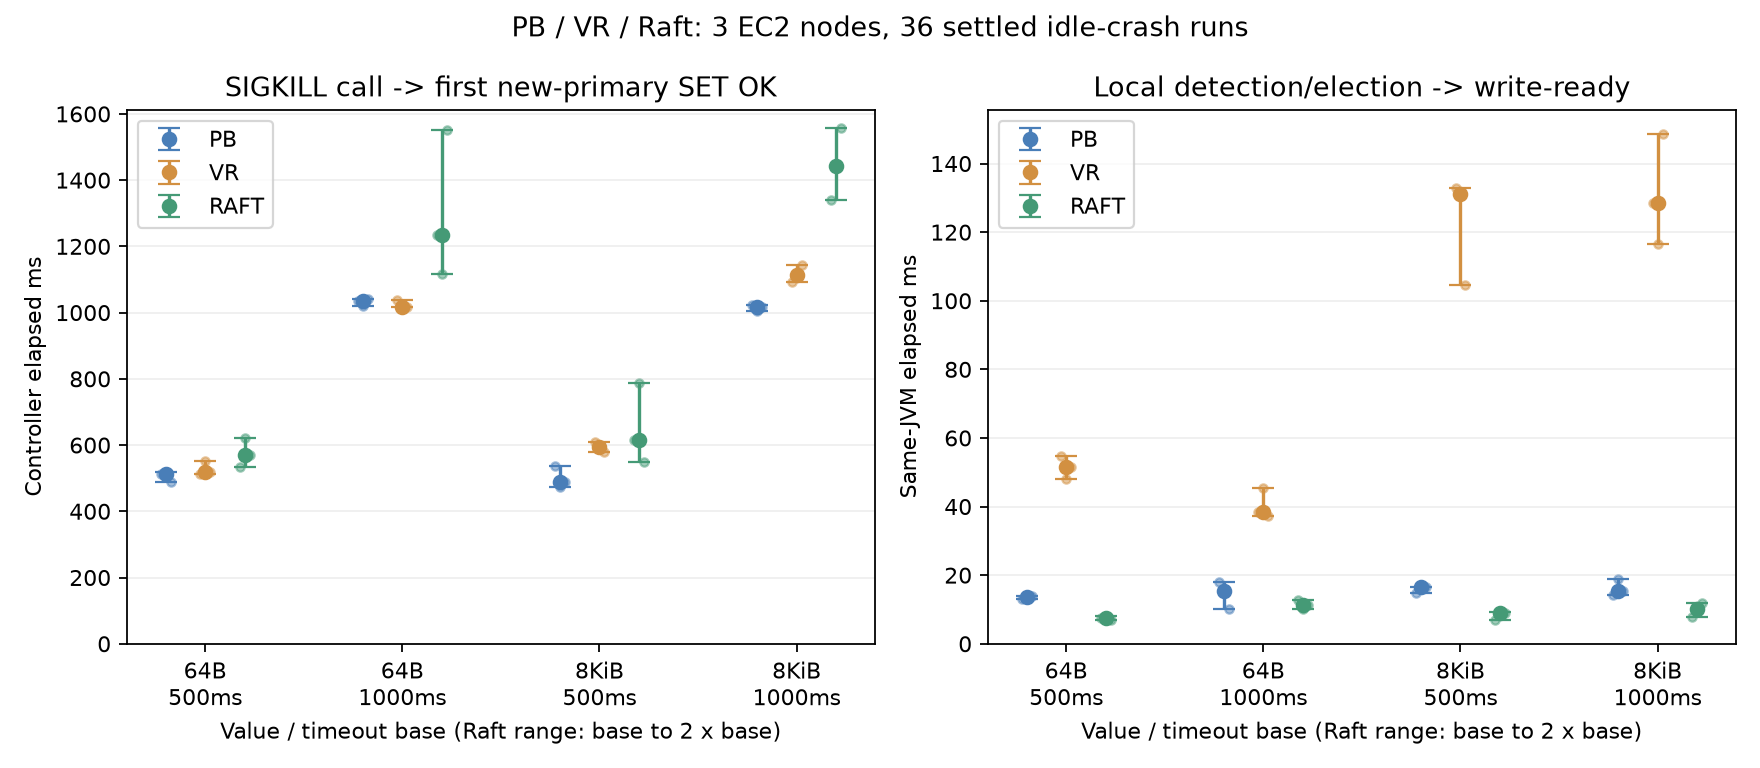 PB / VR / Raft: 3 EC2 nodes, 36 settled idle-crash runs
SIGKILL call -> first new-primary SET OK
Controller elapsed ms
1600
1400
1200
1000
800
600
400
200
0
PB
VR
RAFT
64B
500ms
64B
1000ms
8KiB
500ms
8KiB
1000ms
Value / timeout base (Raft range: base to 2 x base)
Local detection/election -> write-ready
Same-JVM elapsed ms
140
120
100
80
60
40
20
0
PB
VR
RAFT
64B
500ms
64B
1000ms
8KiB
500ms
8KiB
1000ms
Value / timeout base (Raft range: base to 2 x base)